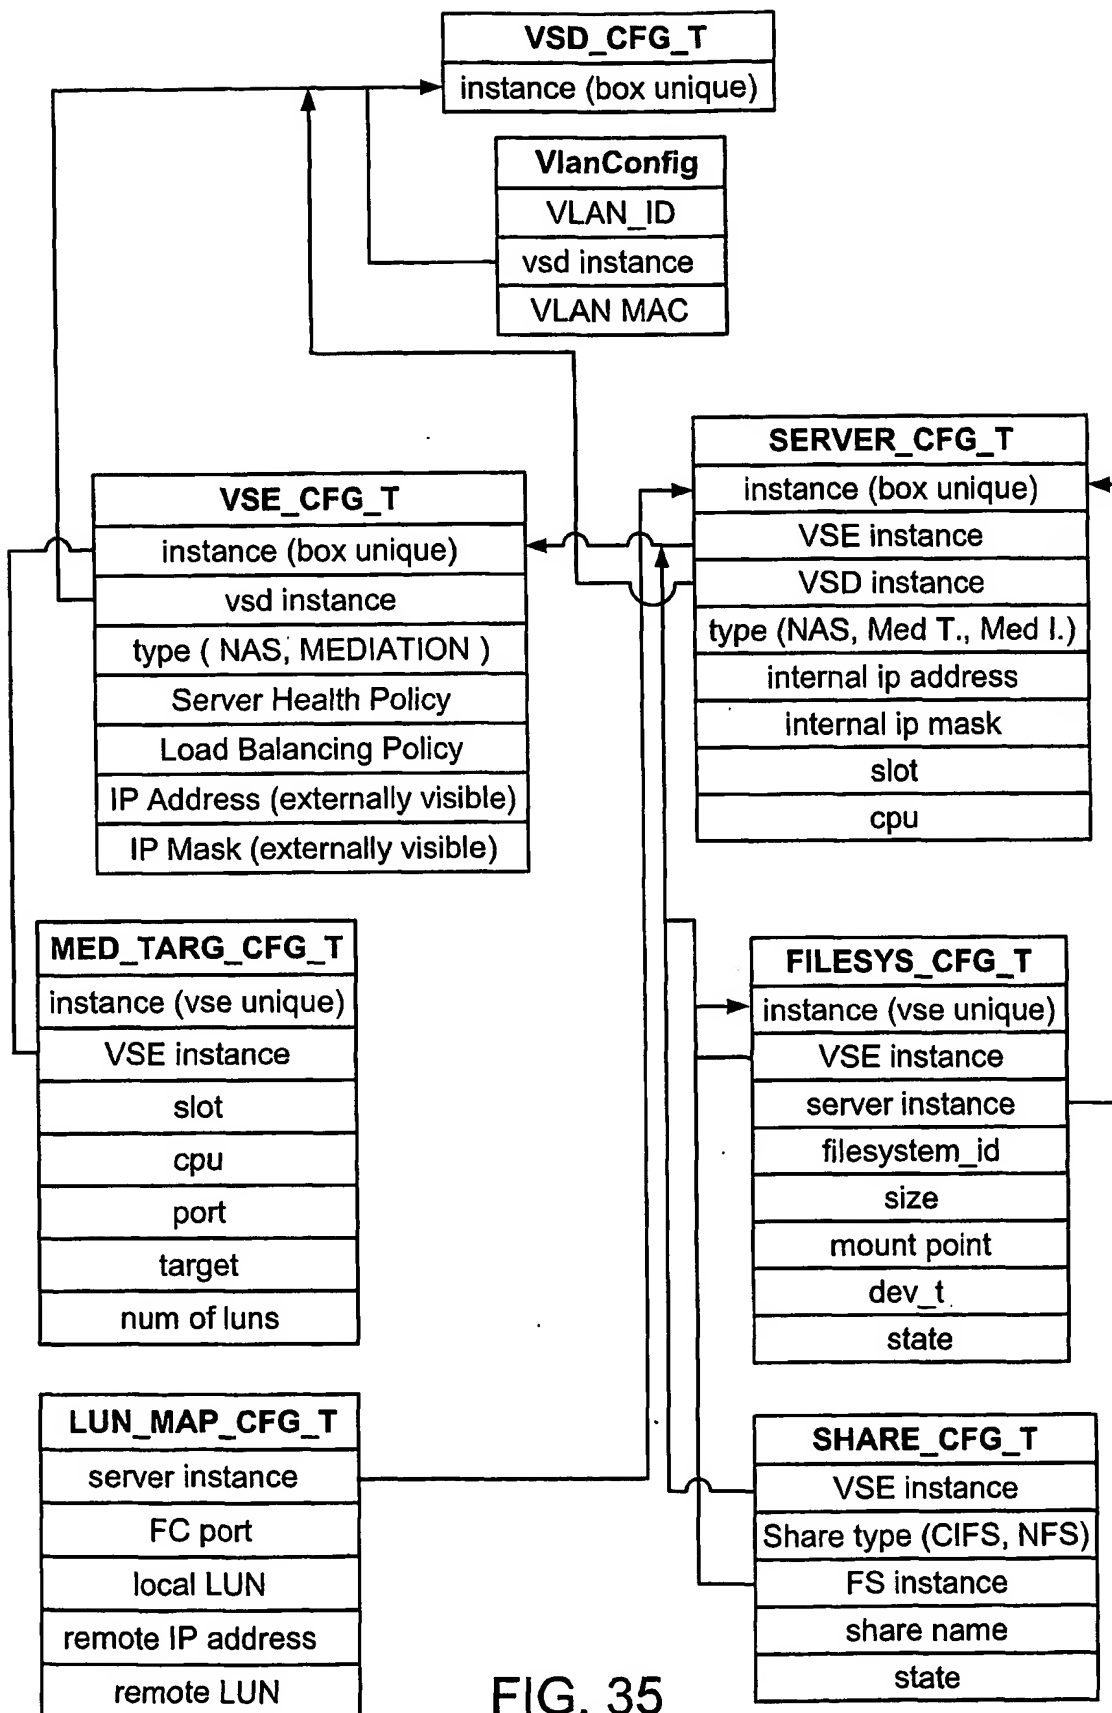 VSD_CFG_T
instance (box unique)
VlanConfig
VLAN_ID
vsd instance
VLAN MAC
SERVER_CFG_T
instance (box unique)
VSE instance
VSD instance
type (NAS, Med T., Med I.)
internal ip address
internal ip mask
slot
cpu
VSE_CFG_T
instance (box unique)
vsd instance
type ( NAS, MEDIATION )
Server Health Policy
Load Balancing Policy
IP Address (externally visible)
IP Mask (externally visible)
MED_TARG_CFG_T
instance (vse unique)
VSE instance
slot
cpu
port
target
num of luns
FILESYS_CFG_T
instance (vse unique)
VSE instance
server instance
filesystem_id
size
mount point
dev_t
state
LUN_MAP_CFG_T
server instance
FC port
local LUN
remote IP address
remote LUN
SHARE_CFG_T
VSE instance
Share type (CIFS, NFS)
FS instance
share name
state
FIG. 35